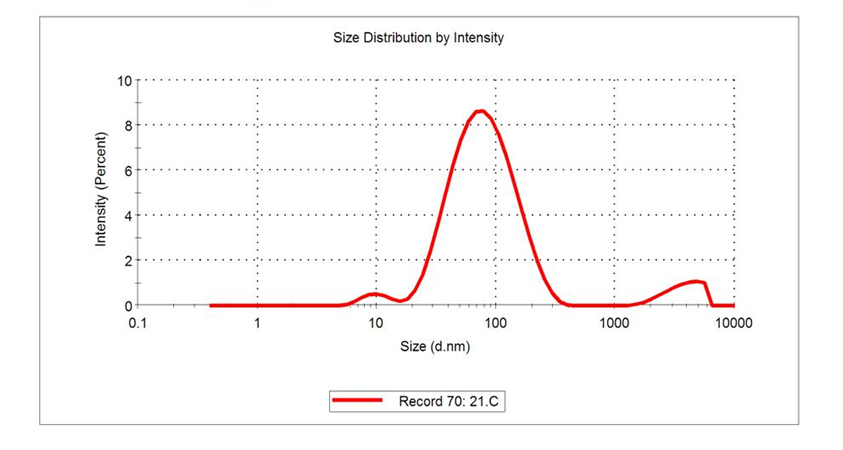 Size Distribution by Intensity
10
8
6
4
2
0
Intensity (Percent)
0.1 1 10 100 1000 10000
Size (d.nm)
Record 70: 21.C